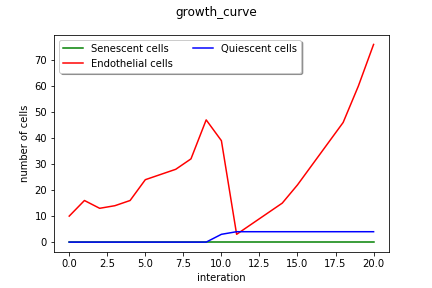 growth_curve
Senescent cells
Quiescent cells
Endothelial cells
number of cells
70
60
50
40
30
20
10
0
0.0 2.5 5.0 7.5 10.0 12.5 15.0 17.5 20.0
interation